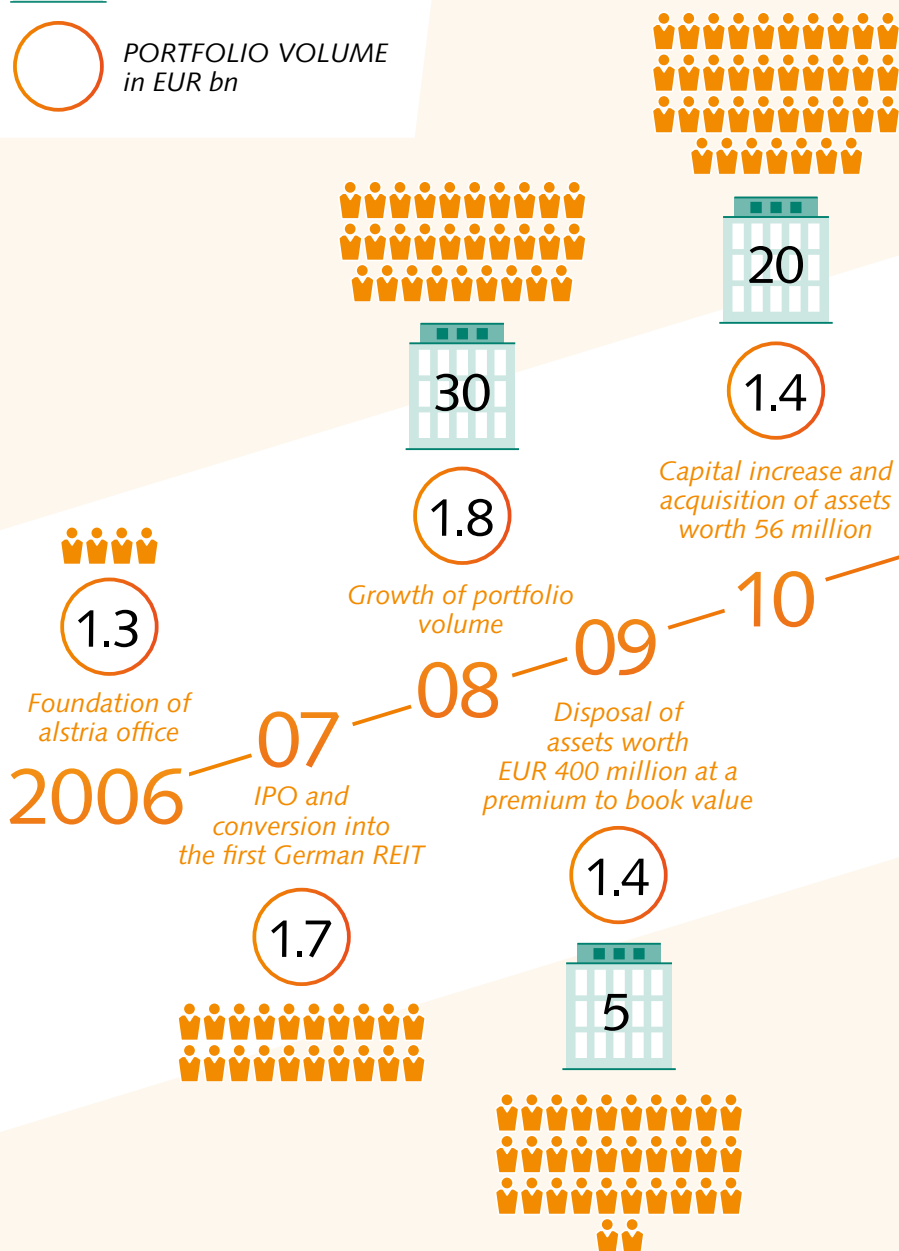 PORTFOLIO VOLUME
in EUR bn
1.3
Foundation of
alstria office
2006
07
IPO and
conversion into
the first German REIT
1.7
30
1.8
Growth of portfolio
volume
08
09
Disposal of
assets worth
EUR 400 million at a
premium to book value
1.4
5
20
1.4
Capital increase and
acquisition of assets
worth 56 million
10